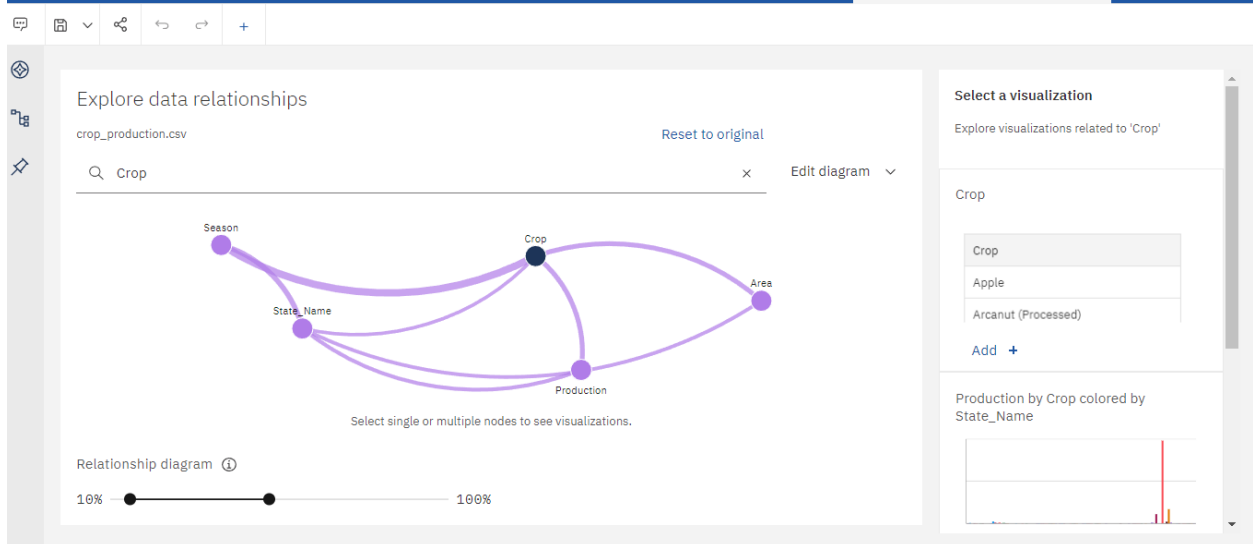 Explore data relationships
crop_production.csv
Reset to original
Crop
Edit diagram
Season
Crop
Area
State_Name
Production
Select single or multiple nodes to see visualizations.
Relationship diagram
10%
100%
Select a visualization
Explore visualizations related to 'Crop'
Crop
Crop
Apple
Arcanut (Processed)
Add +
Production by Crop colored by
State_Name